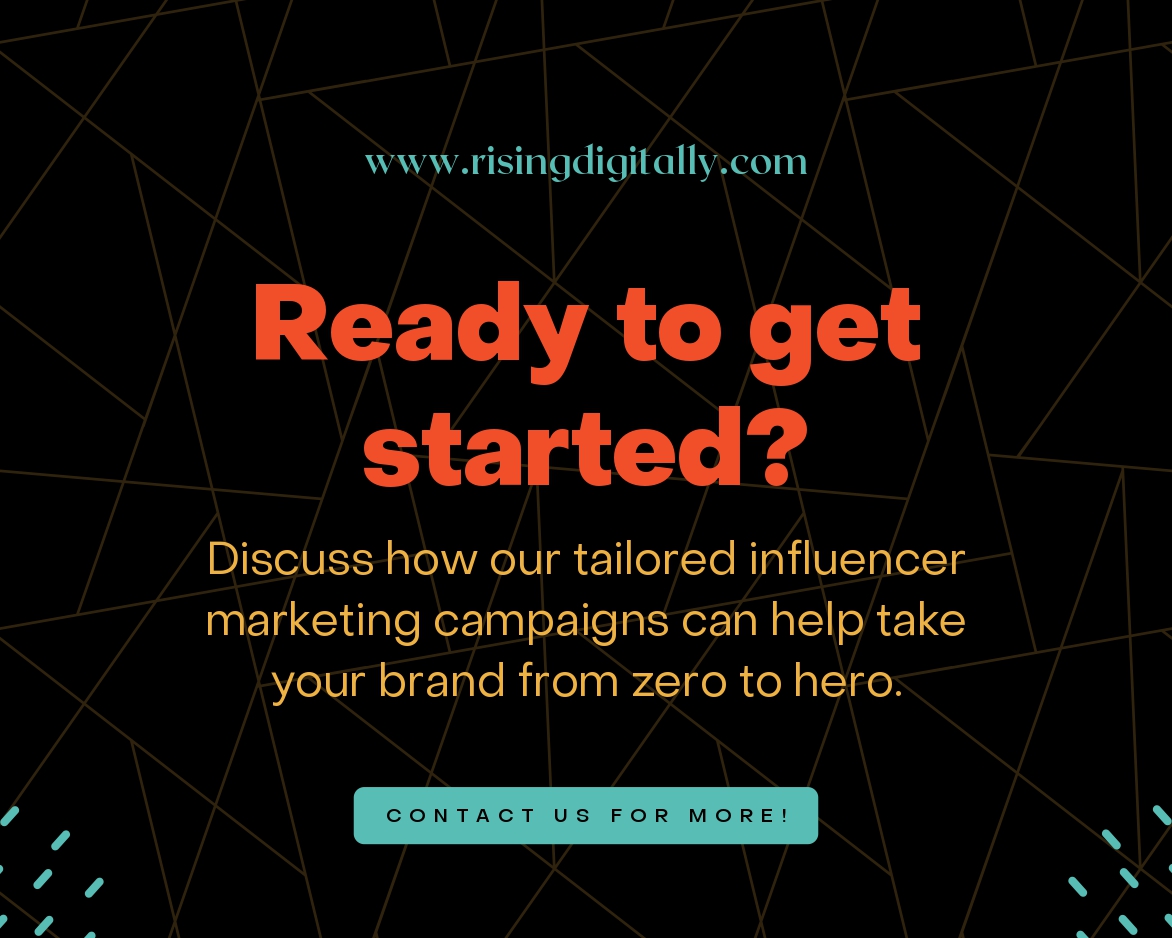 www.risingdigitally.com
Ready to get
started?
Discuss how our tailored influencer
marketing campaigns can help take
your brand from zero to hero.
CONTACT US FOR MORE!